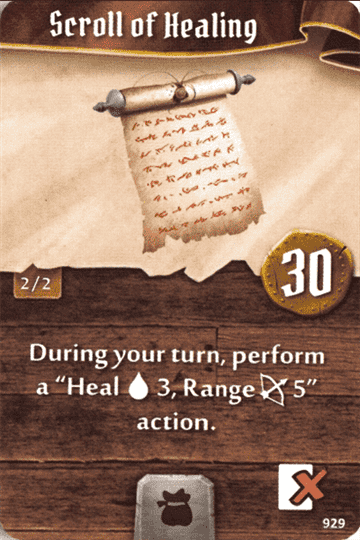 Scroll of Healing
2/2
30
During your turn, perform
a “Heal 3, Range 5”
action.
929